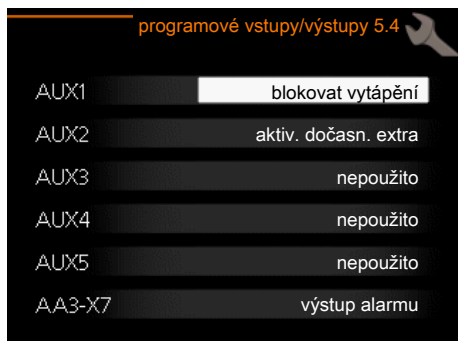 programové vstupy/výstupy 5.4
AUX1 blokovat vytápění
AUX2 aktiv. dočasn. extra
AUX3 nepoužito
AUX4 nepoužito
AUX5 nepoužito
AA3-X7 výstup alarmu